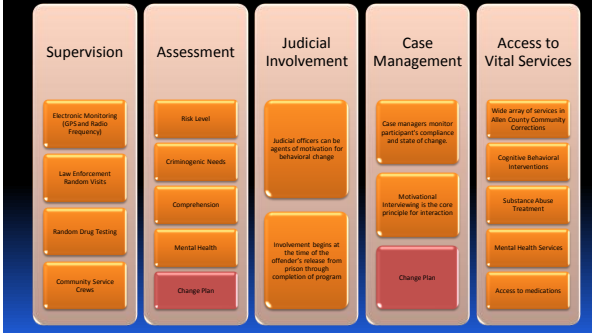 Supervision
Electronic Monitoring
(GPS and Radio
Frequency)
Law Enforcement
Random Visits
Random Drug Testing
Community Service
Crews
Assessment
Risk Level
Criminogenic Needs
Comprehension
Mental Health
Change Plan
Judicial
Involvement
Judicial officers can be
agents of motivation for
behavioral change
Involvement begins at
the time of the
offender's release from
prison through
completion of program
Case
Management
Case managers monitor
participant's compliance
and state of change.
Motivational
Interviewing is the core
principle for interaction
Change Plan
Access to
Vital Services
Wide array of services in
Allen County Community
Corrections
Cognitive Behavioral
Interventions
Substance Abuse
Treatment
Mental Health Services
Access to medications